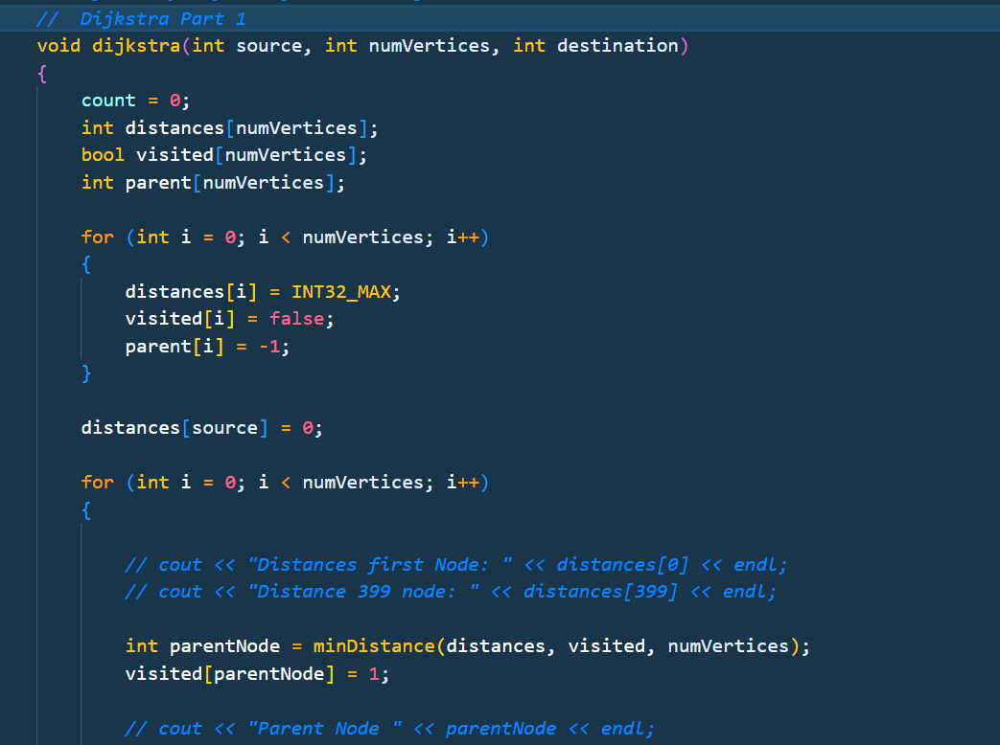 //  Dijkstra Part 1
void dijkstra(int source, int numVertices, int destination)
{
    count = 0;
    int distances[numVertices];
    bool visited[numVertices];
    int parent[numVertices];

    for (int i = 0; i < numVertices; i++)
    {
        distances[i] = INT32_MAX;
        visited[i] = false;
        parent[i] = -1;
    }

    distances[source] = 0;

    for (int i = 0; i < numVertices; i++)
    {

        // cout << "Distances first Node: " << distances[0] << endl;
        // cout << "Distance 399 node: " << distances[399] << endl;

        int parentNode = minDistance(distances, visited, numVertices);
        visited[parentNode] = 1;

        // cout << "Parent Node " << parentNode << endl;